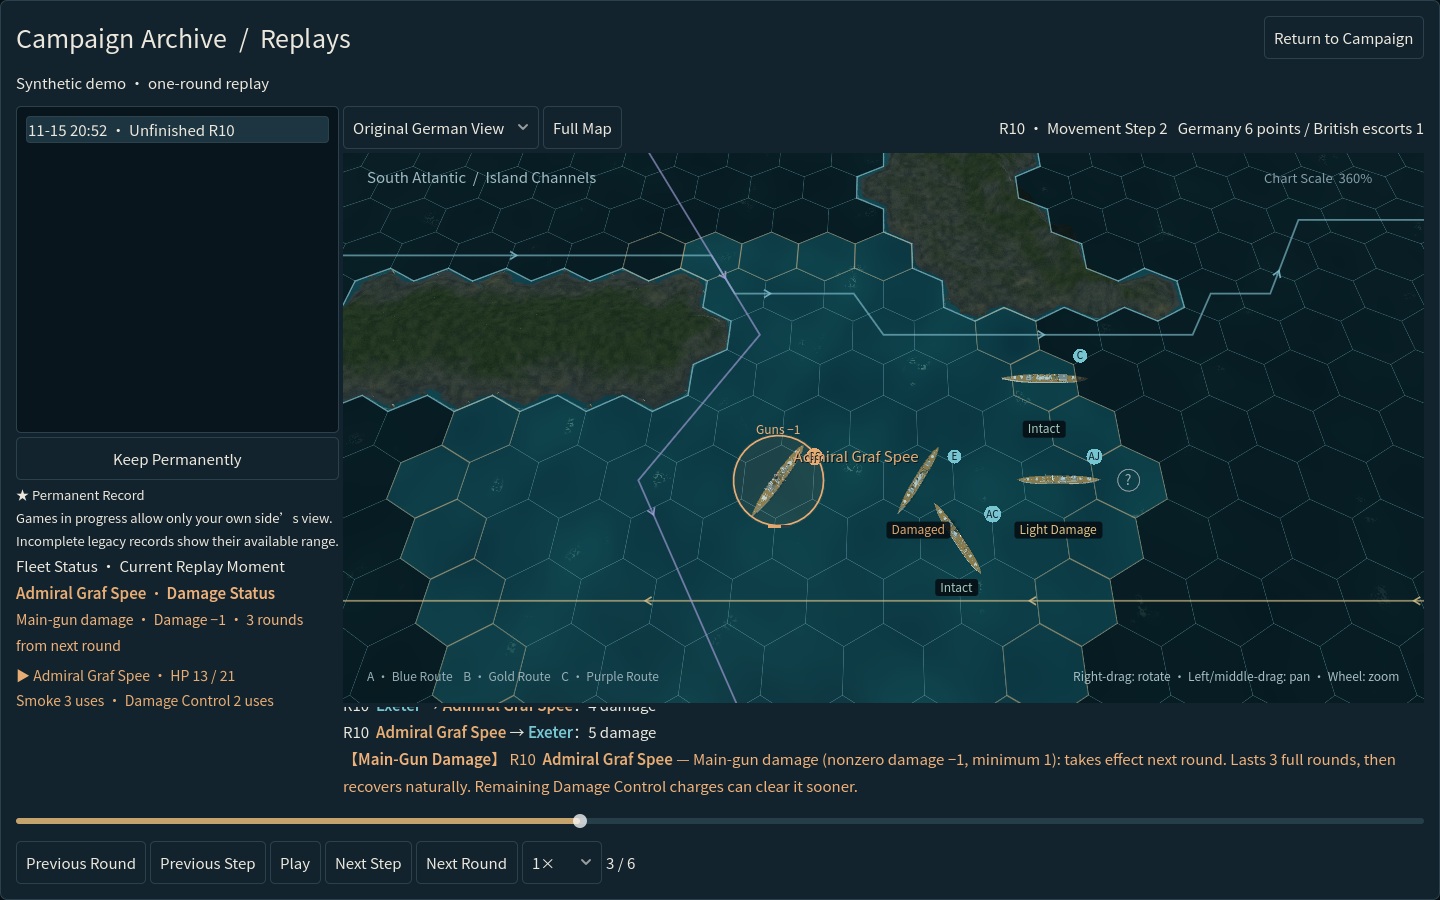 Campaign Archive / Replays
Return to Campaign
Synthetic demo • one-round replay
11-15 20:52 • Unfinished R10
Original German View
Full Map
R10 • Movement Step 2 Germany 6 points / British escorts 1
South Atlantic / Island Channels
Chart Scale 360%
C
Intact
Guns −1
Admiral Graf Spee
E
AJ
?
Damaged
AC
Light Damage
Intact
A • Blue Route B • Gold Route C • Purple Route
Right-drag: rotate • Left/middle-drag: pan • Wheel: zoom
Keep Permanently
★ Permanent Record
Games in progress allow only your own side’s view.
Incomplete legacy records show their available range.
Fleet Status • Current Replay Moment
Admiral Graf Spee • Damage Status
Main-gun damage • Damage −1 • 3 rounds
from next round
▶ Admiral Graf Spee • HP 13 / 21
Smoke 3 uses • Damage Control 2 uses
R10 Exeter → Admiral Graf Spee: 4 damage
R10 Admiral Graf Spee → Exeter: 5 damage
【Main-Gun Damage】 R10 Admiral Graf Spee — Main-gun damage (nonzero damage −1, minimum 1): takes effect next round. Lasts 3 full rounds, then
recovers naturally. Remaining Damage Control charges can clear it sooner.
Previous Round
Previous Step
Play
Next Step
Next Round
1×
3 / 6